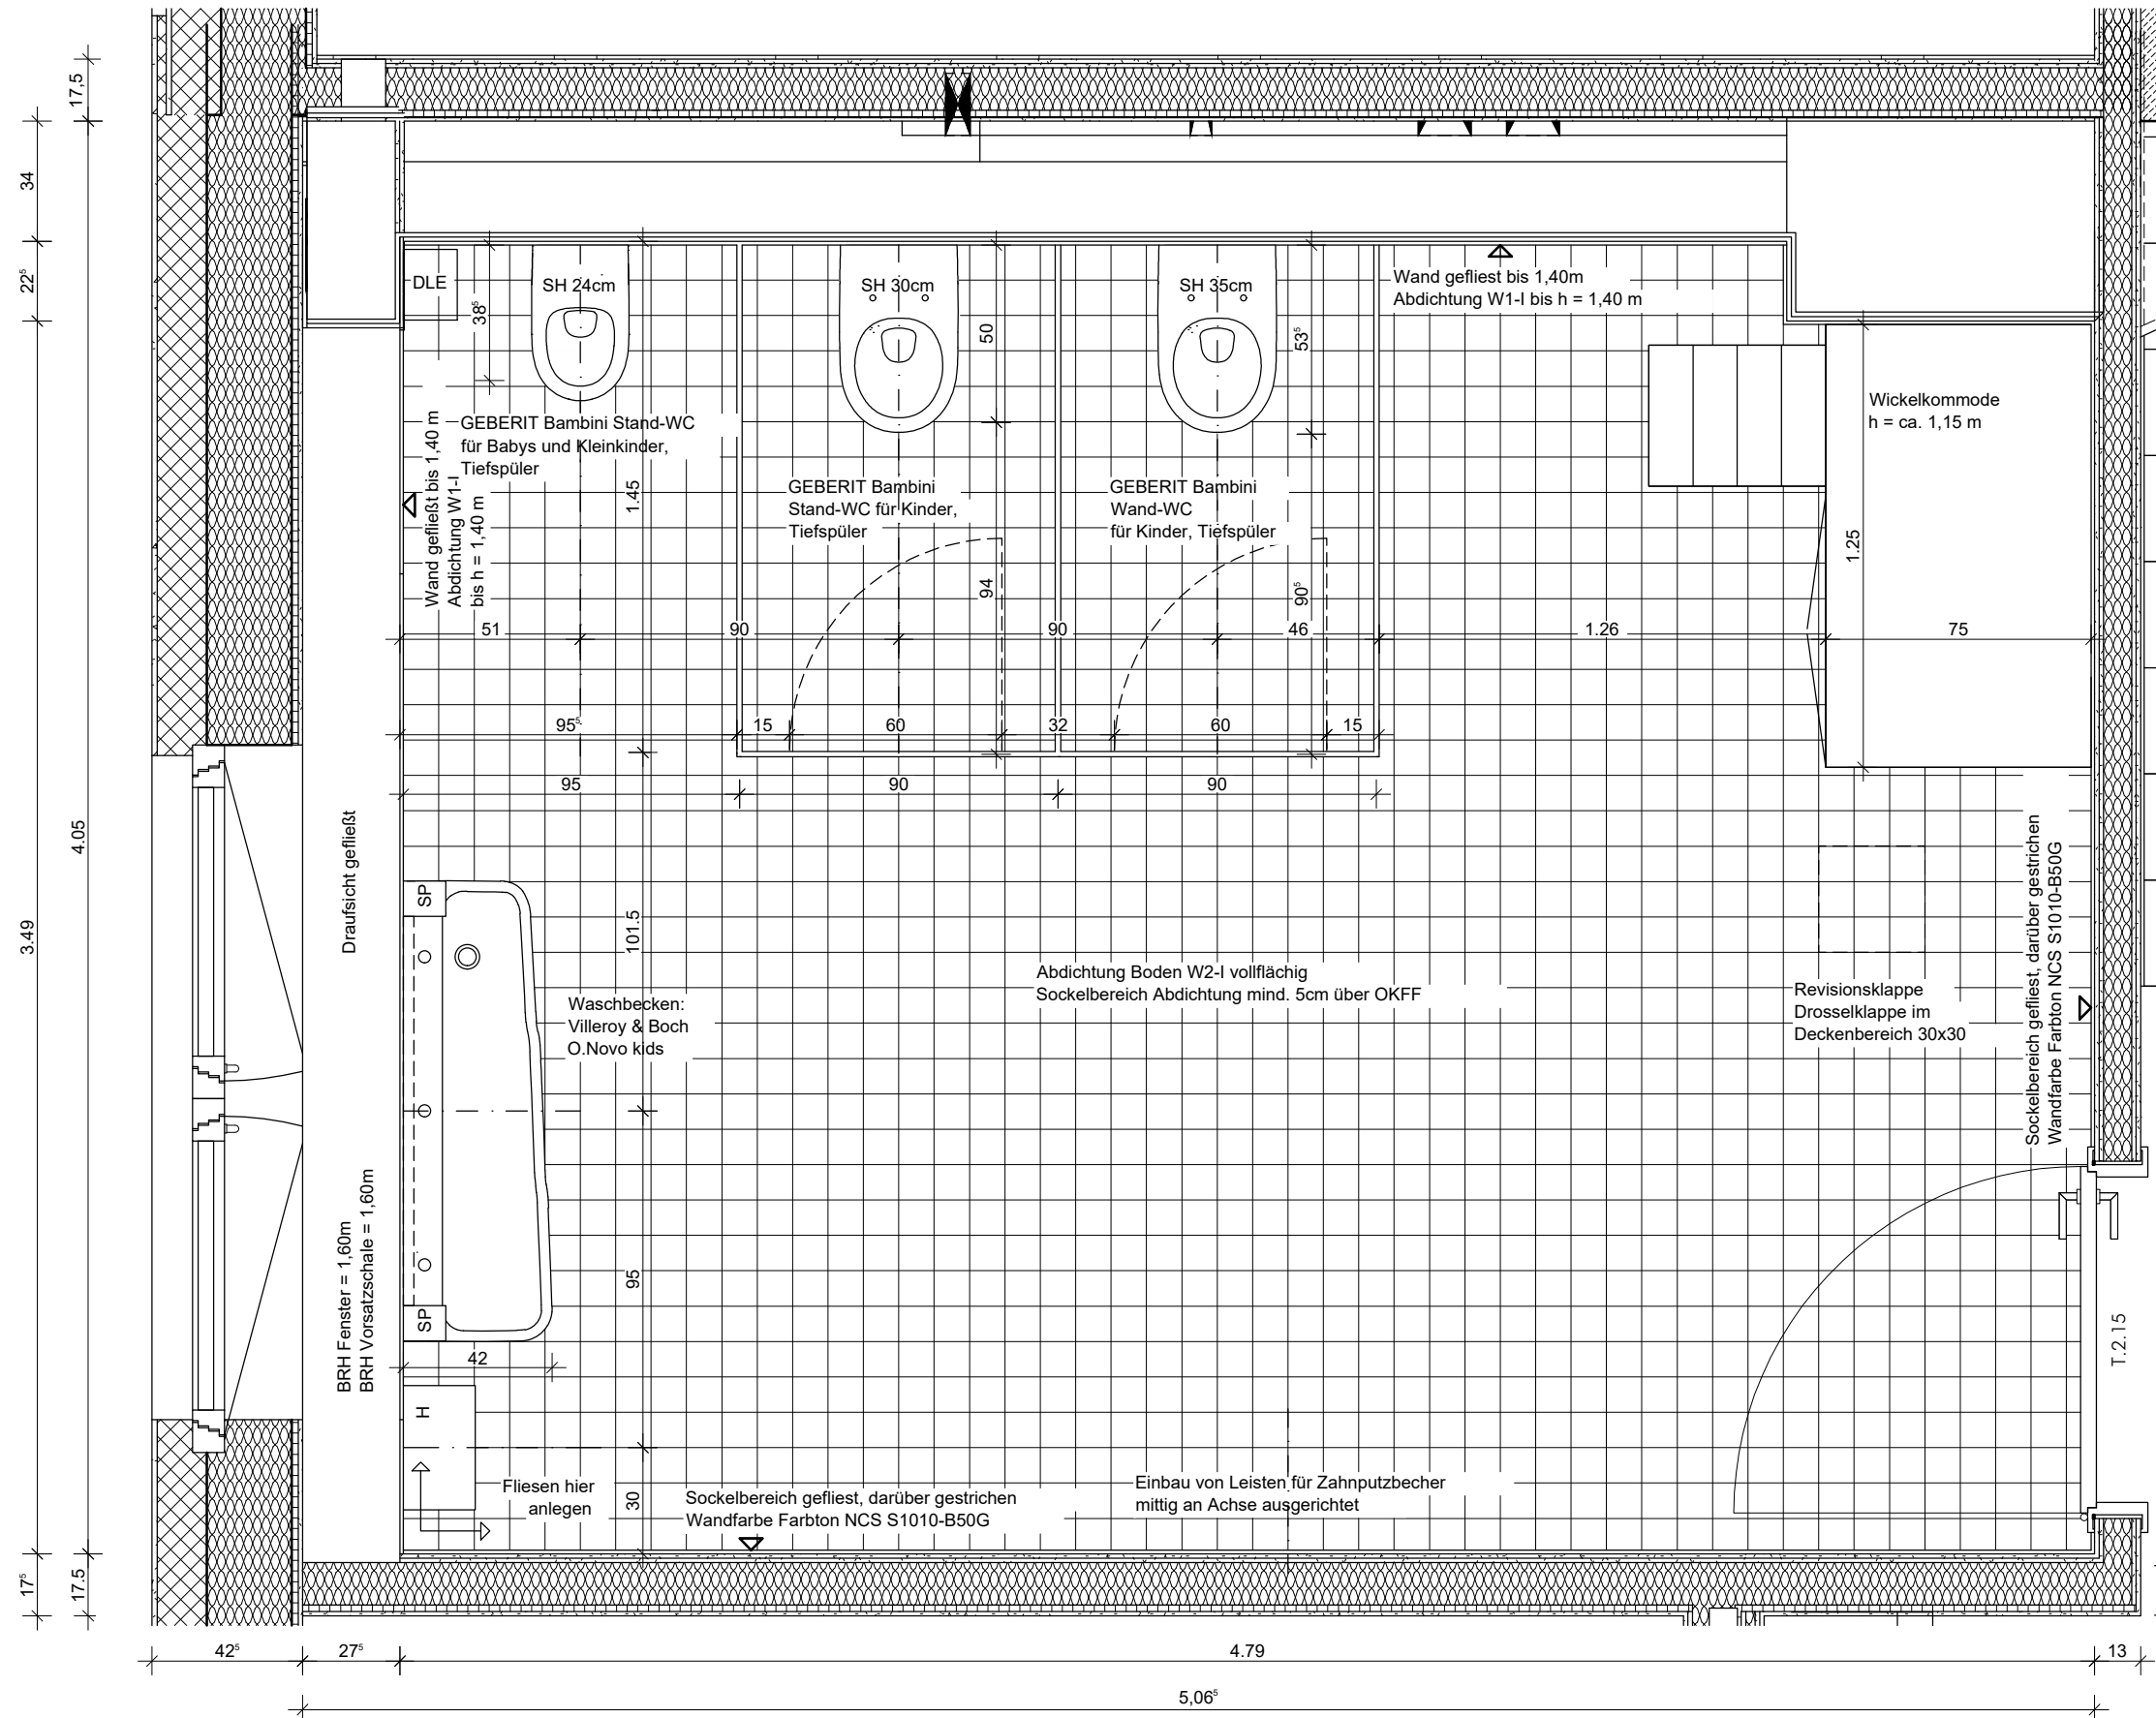 17,5
34
22⁵
4.05
3.49
17⁵
17.5
DLE
SH 24cm
SH 30cm
SH 35cm
38⁵
50
53⁵
Wand gefliest bis 1,40m
Abdichtung W1-I bis h = 1,40 m
Wickelkommode
h = ca. 1,15 m
GEBERIT Bambini Stand-WC
für Babys und Kleinkinder,
Tiefspüler
Wand gefließt bis 1,40 m
Abdichtung W1-I
bis h = 1,40 m
1.45
GEBERIT Bambini
Stand-WC für Kinder,
Tiefspüler
GEBERIT Bambini
Wand-WC
für Kinder, Tiefspüler
94
90⁵
1.25
51
90
90
46
1.26
75
95⁵
15
60
32
60
15
95
90
90
Draufsicht gefließt
SP
101.5
Waschbecken:
Villeroy & Boch
O.Novo kids
Abdichtung Boden W2-I vollflächig
Sockelbereich Abdichtung mind. 5cm über OKFF
Revisionsklappe
Drosselklappe im
Deckenbereich 30x30
Sockelbereich gefliest, darüber gestrichen
Wandfarbe Farbton NCS S1010-B50G
BRH Fenster = 1,60m
BRH Vorsatzschale = 1,60m
SP
95
42
H
T.2.15
Fliesen hier
anlegen
30
Sockelbereich gefliest, darüber gestrichen
Wandfarbe Farbton NCS S1010-B50G
Einbau von Leisten für Zahnputzbecher
mittig an Achse ausgerichtet
42⁵
27⁵
4.79
13
5,06⁵